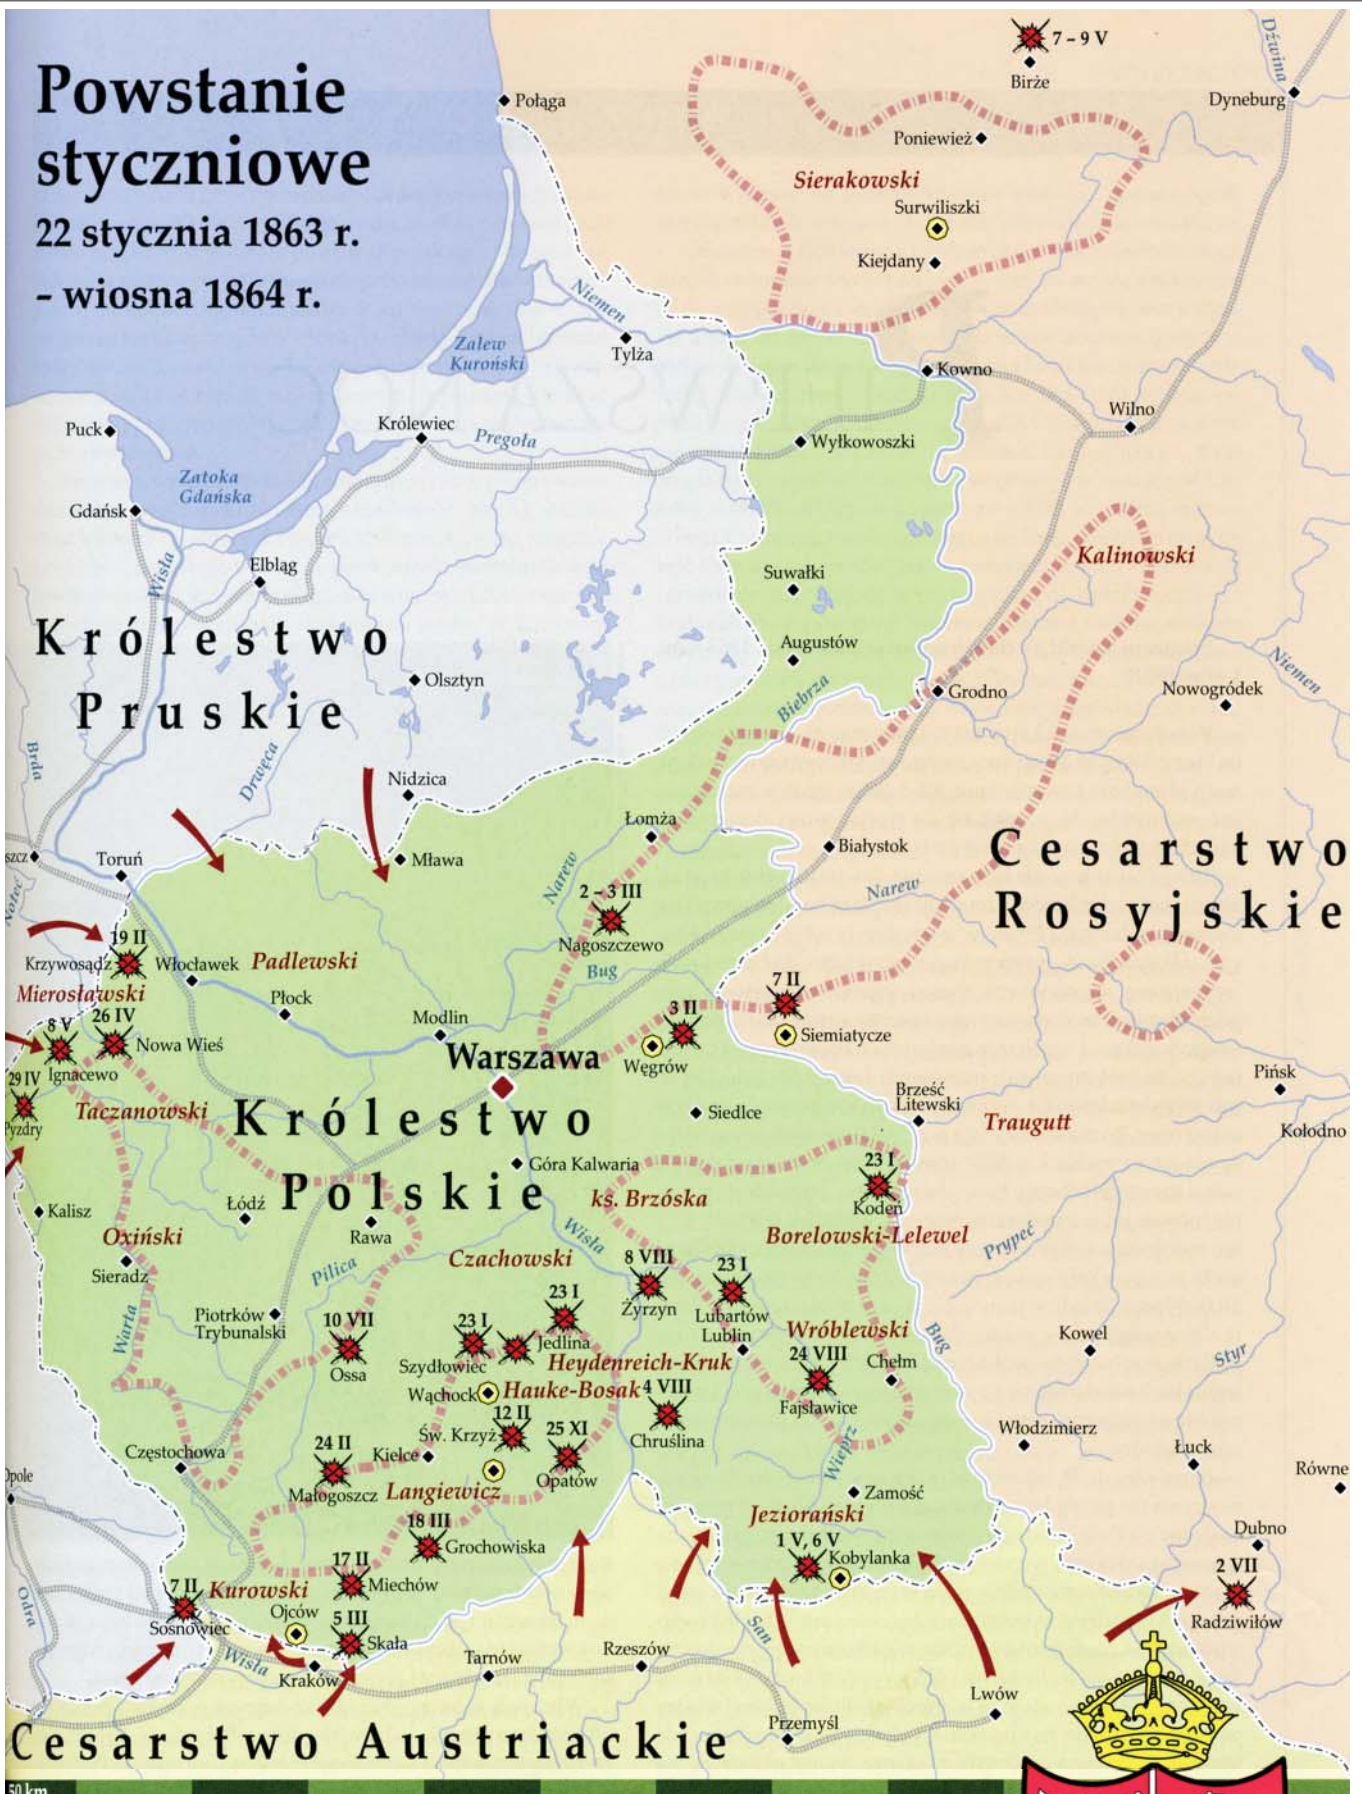 Powstanie
styczniowe
22 stycznia 1863 r.
– wiosna 1864 r.
7 – 9 V
Birże
Dźwina
Dyneburg
Połąga
Poniewież
Sierakowski
Surwiliszki
Kiejdany
Niemen
Tylża
Zalew
Kuroński
Kowno
Wilno
Puck
Królewiec
Pregoła
Wyłkowoszki
Zatoka
Gdańska
Gdańsk
Wisła
Elbląg
Kalinowski
Suwałki
Królestwo
Pruskie
Augustów
Olsztyn
Biebrza
Grodno
Niemen
Nowogródek
Brda
Drwęca
Nidzica
Łomża
szcz
Toruń
Mława
Białystok
Cesarstwo
Rosyjskie
Noteć
Narew
2 – 3 III
Nagoszczewo
Narew
19 II
Krzywosądz
Włocławek
Padlewski
Bug
7 II
Siemiatycze
Mierosławski
Płock
Modlin
3 II
Węgrów
8 V
26 IV
Nowa Wieś
Ignacewo
Warszawa
29 IV
Pyzdry
Taczanowski
Królestwo
Polskie
Siedlce
Brześć
Litewski
Traugutt
Pińsk
Kołodno
Góra Kalwaria
23 I
Kodeń
Kalisz
Łódź
Rawa
ks. Brzóska
Oxiński
Wisła
Borelowski-Lelewel
Prypeć
Sieradz
Pilica
Czachowski
8 VIII
Żyrzyn
23 I
Lubartów
Lublin
Warta
Piotrków
Trybunalski
10 VII
Ossa
23 I
Szydłowiec
23 I
Jedlina
Wróblewski
Bug
Kowel
Styr
Heydenreich-Kruk
24 VIII
Fajsławice
Chełm
Wąchock
Hauke-Bosak
4 VIII
Chruślina
12 II
Św. Krzyż
25 XI
Opatów
Włodzimierz
Częstochowa
24 II
Małogoszcz
Kielce
Wieprz
Łuck
Opole
Langiewicz
Zamość
Równe
Jeziorański
18 III
Grochowiska
1 V, 6 V
Kobylanka
Dubno
17 II
Miechów
2 VII
Radziwiłów
7 II
Sosnowiec
Kurowski
Odra
Ojców
5 III
Skała
San
Wisła
Kraków
Tarnów
Rzeszów
Lwów
Przemyśl
Cesarstwo Austriackie
50 km